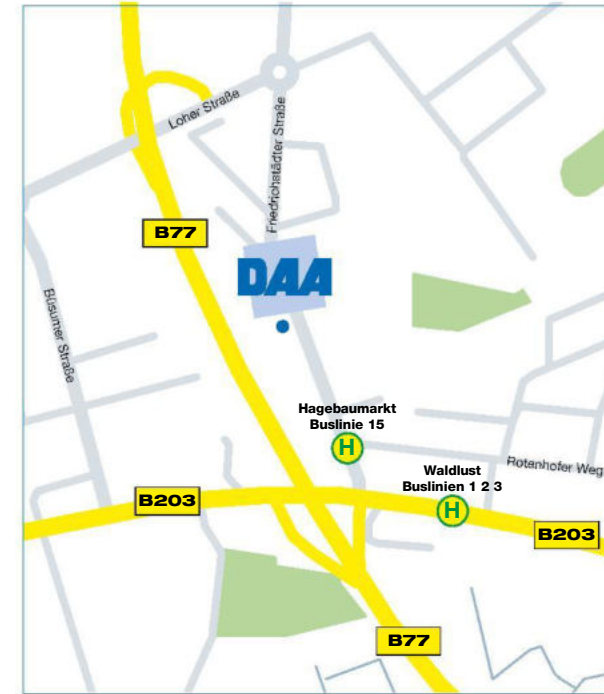 Loher Straße
Friedrichstädter Straße
B77
DAA
Büsumer Straße
Hagebaumarkt
Buslinie 15
H
Rotenhofer Weg
Waldlust
Buslinien 1 2 3
H
B203
B203
B77